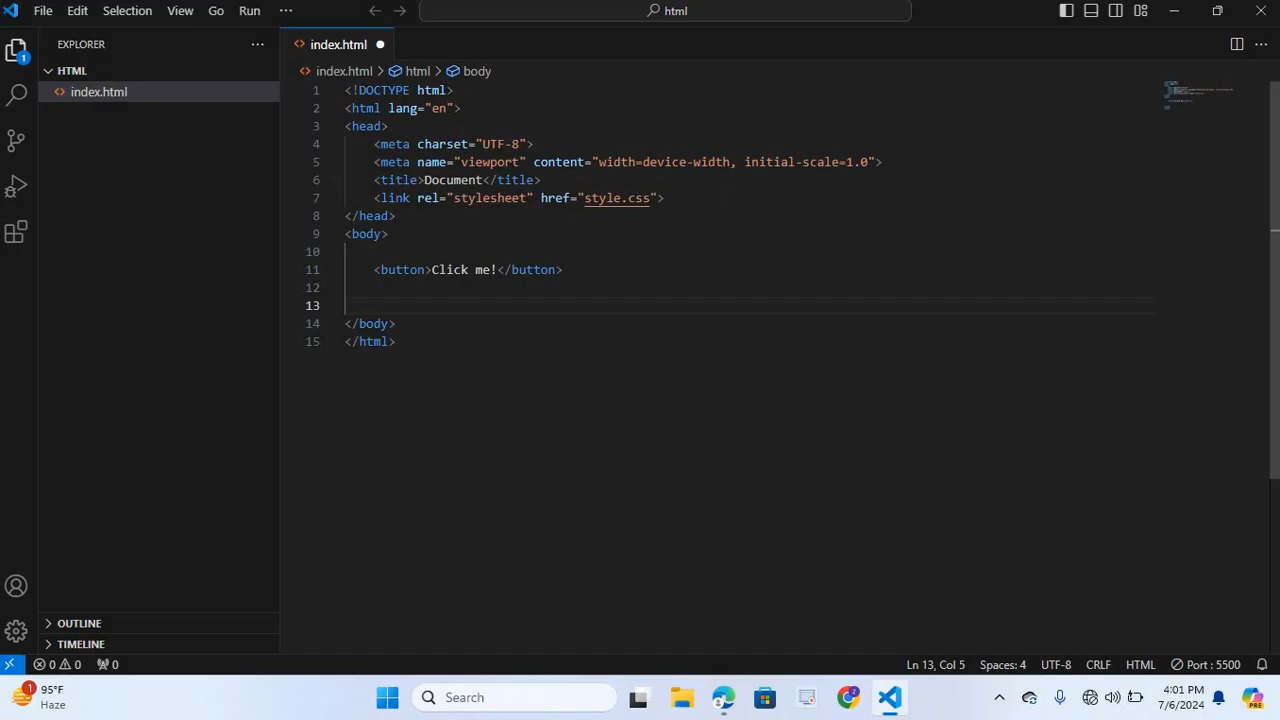 File Edit Selection View Go Run ··· html
EXPLORER ···
index.html
1
HTML
index.html > html > body
index.html
1 <!DOCTYPE html>
2 <html lang="en">
3 <head>
4 <meta charset="UTF-8">
5 <meta name="viewport" content="width=device-width, initial-scale=1.0">
6 <title>Document</title>
7 <link rel="stylesheet" href="style.css">
8 </head>
9 <body>
10
11 <button>Click me!</button>
12
13
14 </body>
15 </html>
OUTLINE
TIMELINE
0 0 0 Ln 13, Col 5 Spaces: 4 UTF-8 CRLF HTML Port : 5500
1 95°F
Haze
Search
4:01 PM
7/6/2024
PRE